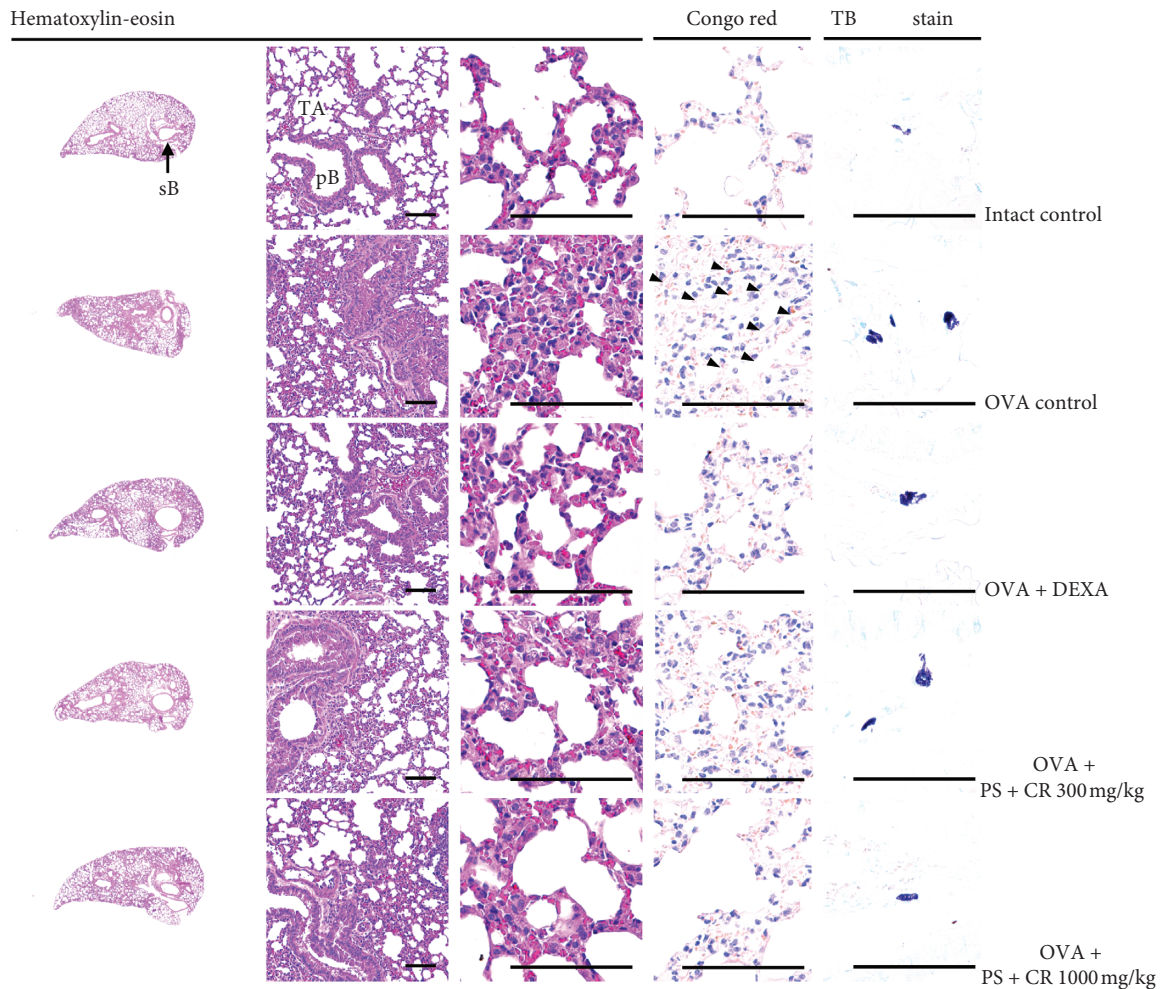 Hematoxylin-eosin
Congo red
TB stain
TA
pB
sB
Intact control
OVA control
OVA + DEXA
OVA +
PS + CR 300 mg/kg
OVA +
PS + CR 1000 mg/kg